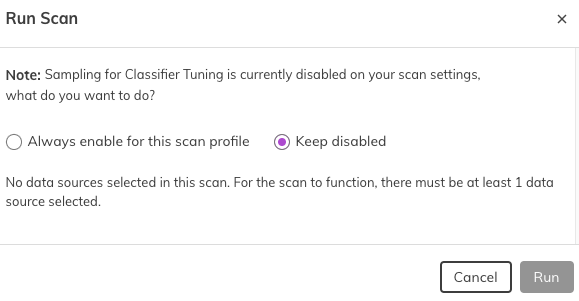 Run Scan ×
Note: Sampling for Classifier Tuning is currently disabled on your scan settings,
what do you want to do?
Always enable for this scan profile Keep disabled
No data sources selected in this scan. For the scan to function, there must be at least 1 data
source selected.
Cancel Run